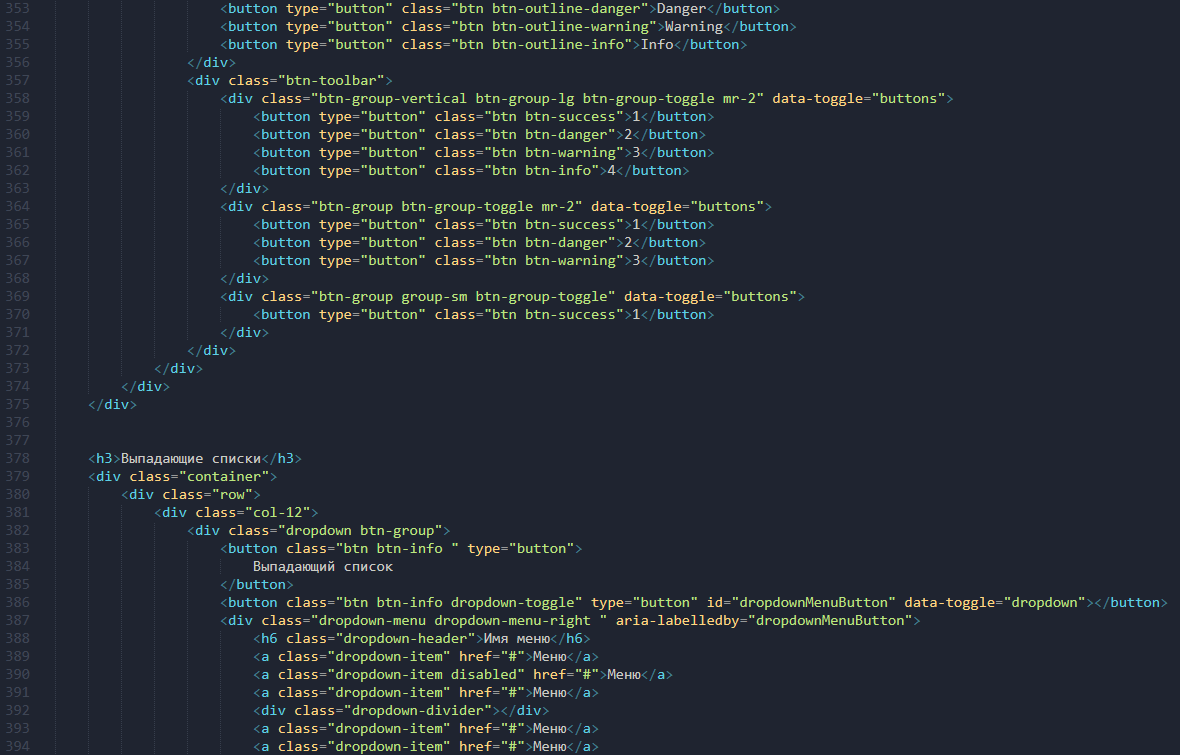 353 <button type="button" class="btn btn-outline-danger">Danger</button>
354 <button type="button" class="btn btn-outline-warning">Warning</button>
355 <button type="button" class="btn btn-outline-info">Info</button>
356 </div>
357 <div class="btn-toolbar">
358 <div class="btn-group-vertical btn-group-lg btn-group-toggle mr-2" data-toggle="buttons">
359 <button type="button" class="btn btn-success">1</button>
360 <button type="button" class="btn btn-danger">2</button>
361 <button type="button" class="btn btn-warning">3</button>
362 <button type="button" class="btn btn-info">4</button>
363 </div>
364 <div class="btn-group btn-group-toggle mr-2" data-toggle="buttons">
365 <button type="button" class="btn btn-success">1</button>
366 <button type="button" class="btn btn-danger">2</button>
367 <button type="button" class="btn btn-warning">3</button>
368 </div>
369 <div class="btn-group group-sm btn-group-toggle" data-toggle="buttons">
370 <button type="button" class="btn btn-success">1</button>
371 </div>
372 </div>
373 </div>
374 </div>
375 </div>
376
377
378 <h3>Выпадающие списки</h3>
379 <div class="container">
380 <div class="row">
381 <div class="col-12">
382 <div class="dropdown btn-group">
383 <button class="btn btn-info " type="button">
384 Выпадающий список
385 </button>
386 <button class="btn btn-info dropdown-toggle" type="button" id="dropdownMenuButton" data-toggle="dropdown"></button>
387 <div class="dropdown-menu dropdown-menu-right " aria-labelledby="dropdownMenuButton">
388 <h6 class="dropdown-header">Имя меню</h6>
389 <a class="dropdown-item" href="#">Меню</a>
390 <a class="dropdown-item disabled" href="#">Меню</a>
391 <a class="dropdown-item" href="#">Меню</a>
392 <div class="dropdown-divider"></div>
393 <a class="dropdown-item" href="#">Меню</a>
394 <a class="dropdown-item" href="#">Меню</a>